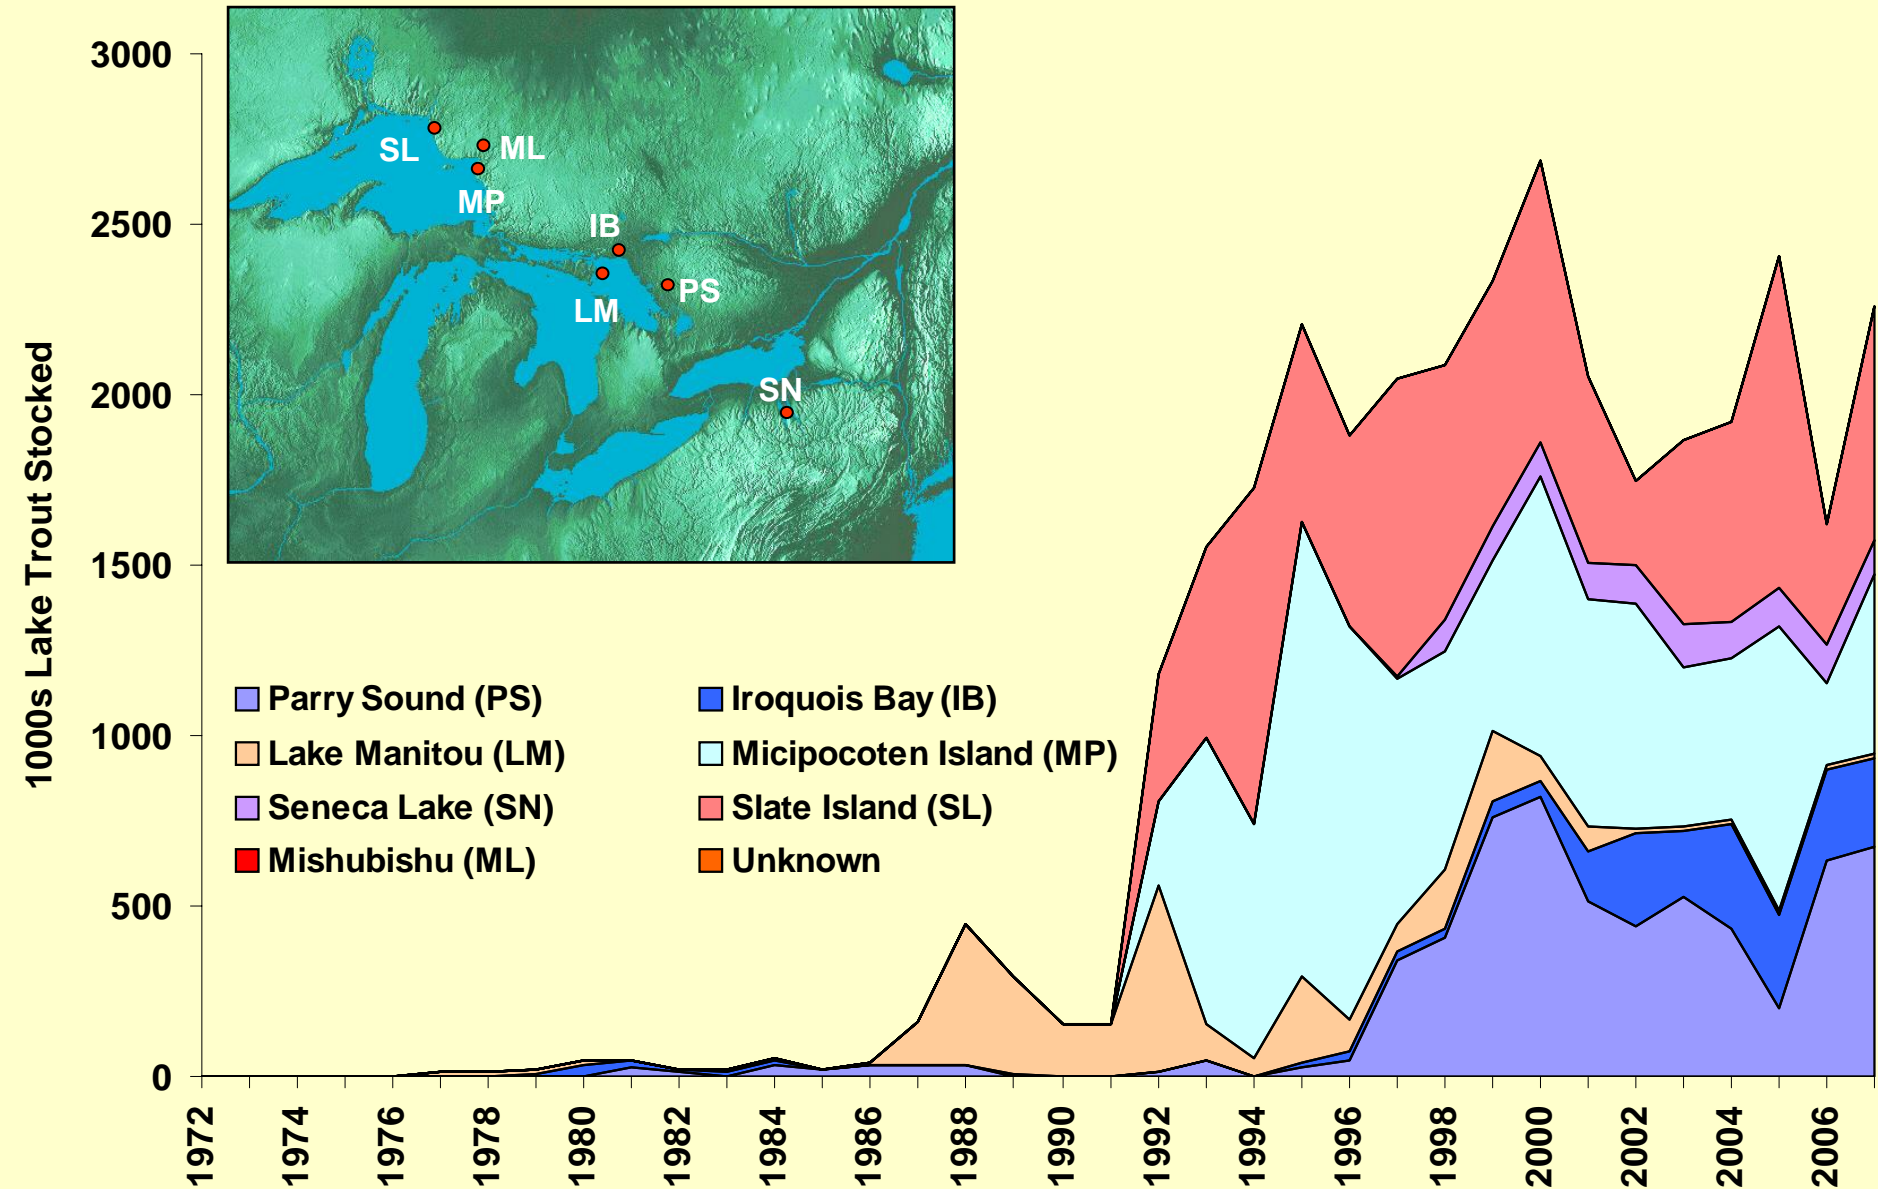 3000
2500
2000
1500
1000
500
0
1000s Lake Trout Stocked
SL
ML
MP
IB
LM
PS
SN
Parry Sound (PS)
Iroquois Bay (IB)
Lake Manitou (LM)
Micipocoten Island (MP)
Seneca Lake (SN)
Slate Island (SL)
Mishubishu (ML)
Unknown
1972
1974
1976
1978
1980
1982
1984
1986
1988
1990
1992
1994
1996
1998
2000
2002
2004
2006